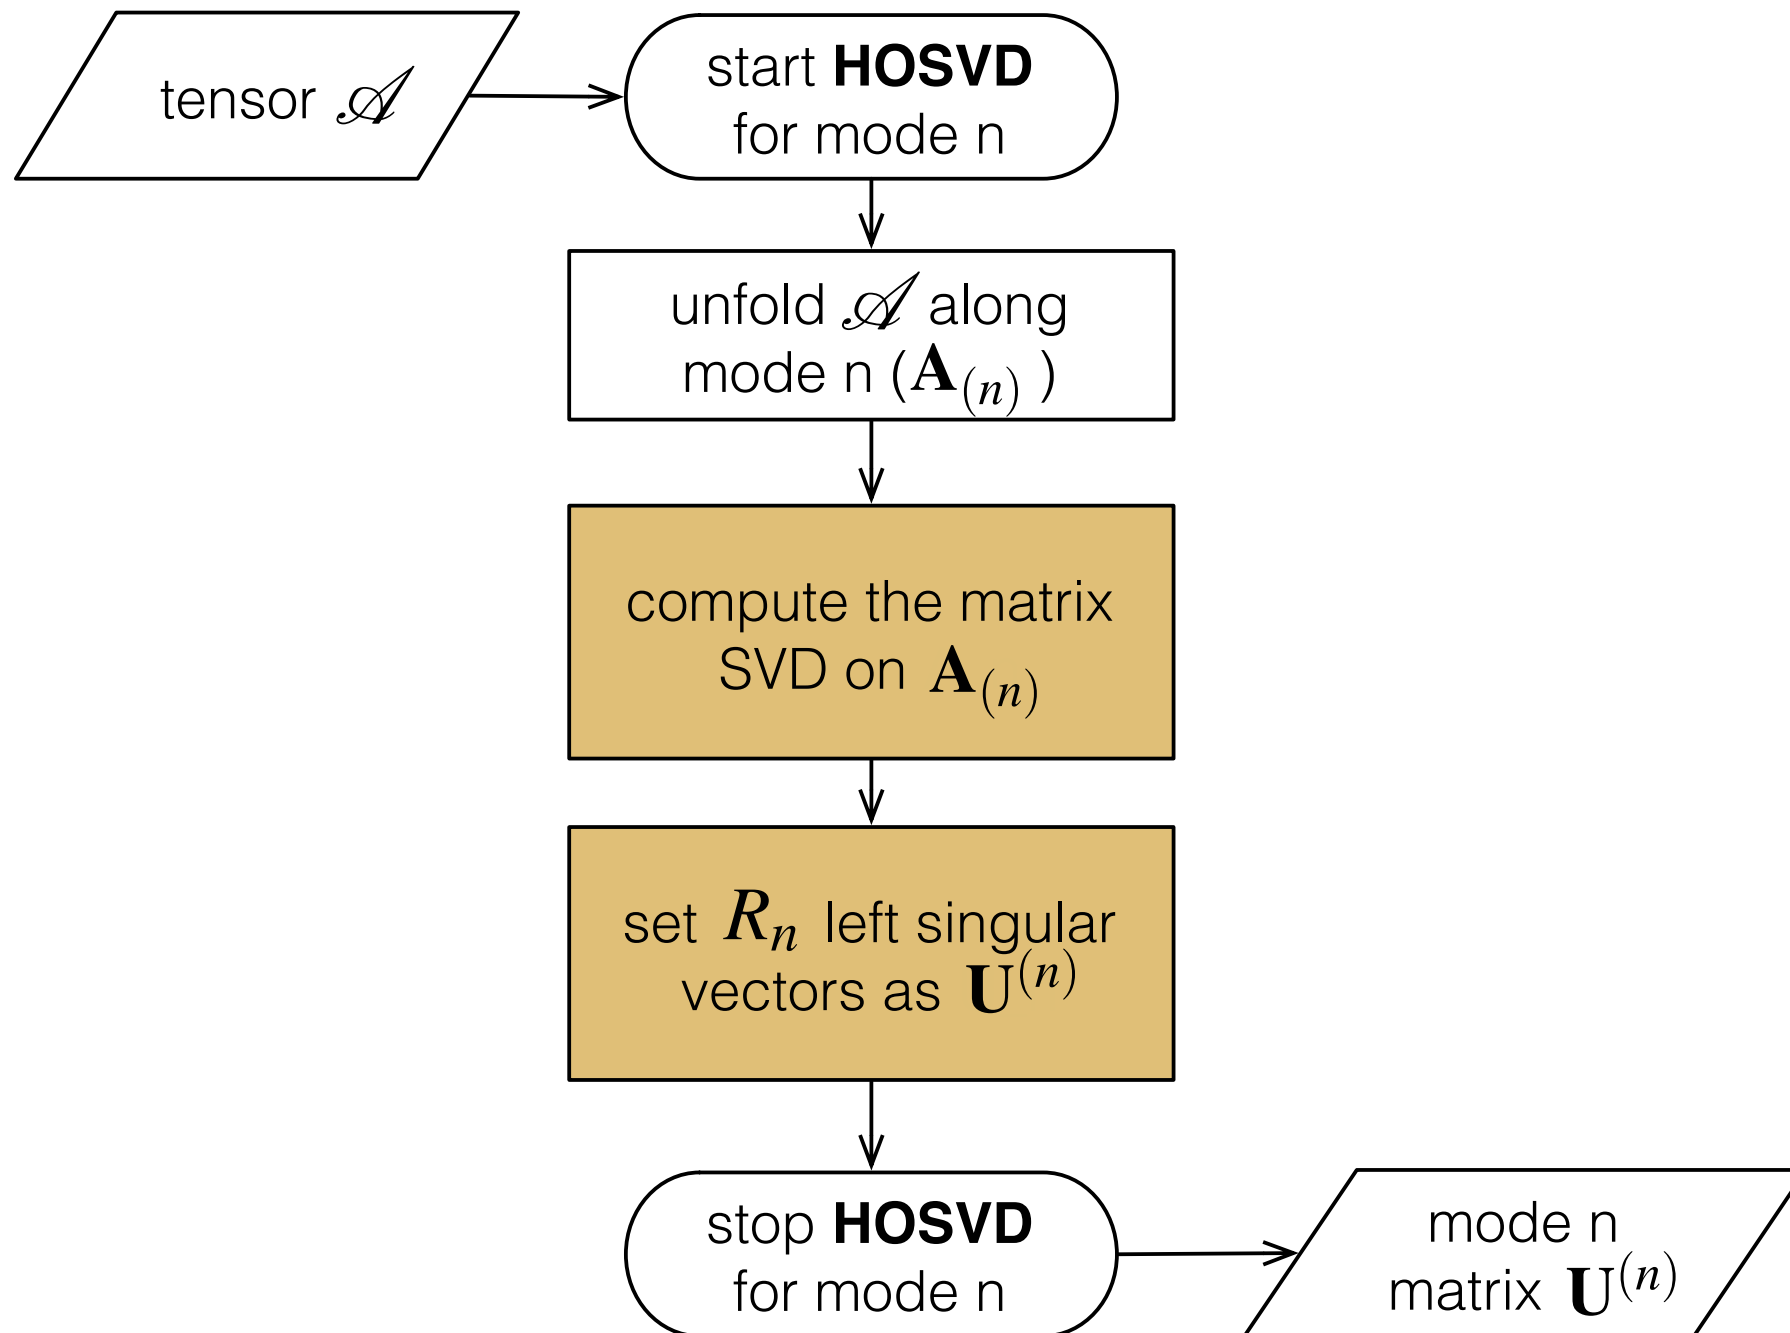 tensor 𝒜
start HOSVD
for mode n
unfold 𝒜 along
mode n (A(n) )
compute the matrix
SVD on A(n)
set Rn left singular
vectors as U(n)
stop HOSVD
for mode n
mode n
matrix U(n)